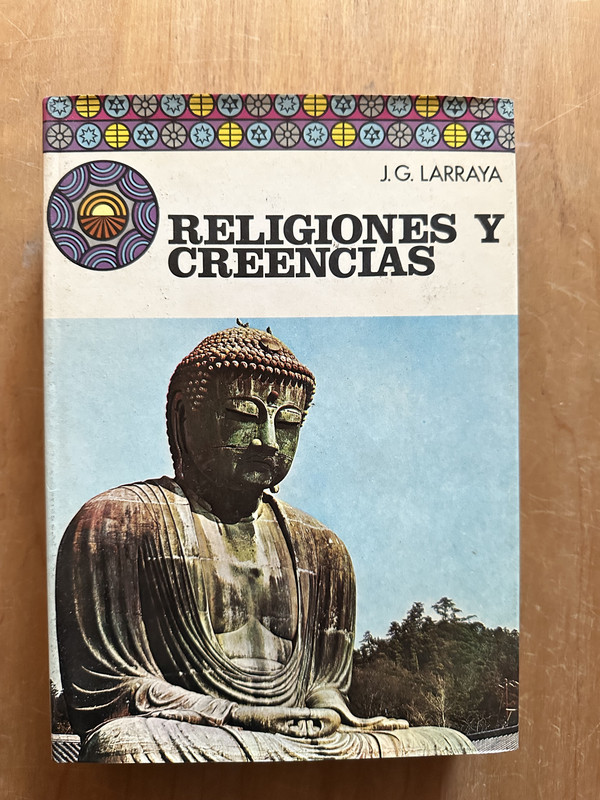 J. G. LARRAYA
RELIGIONES Y
CREENCIAS